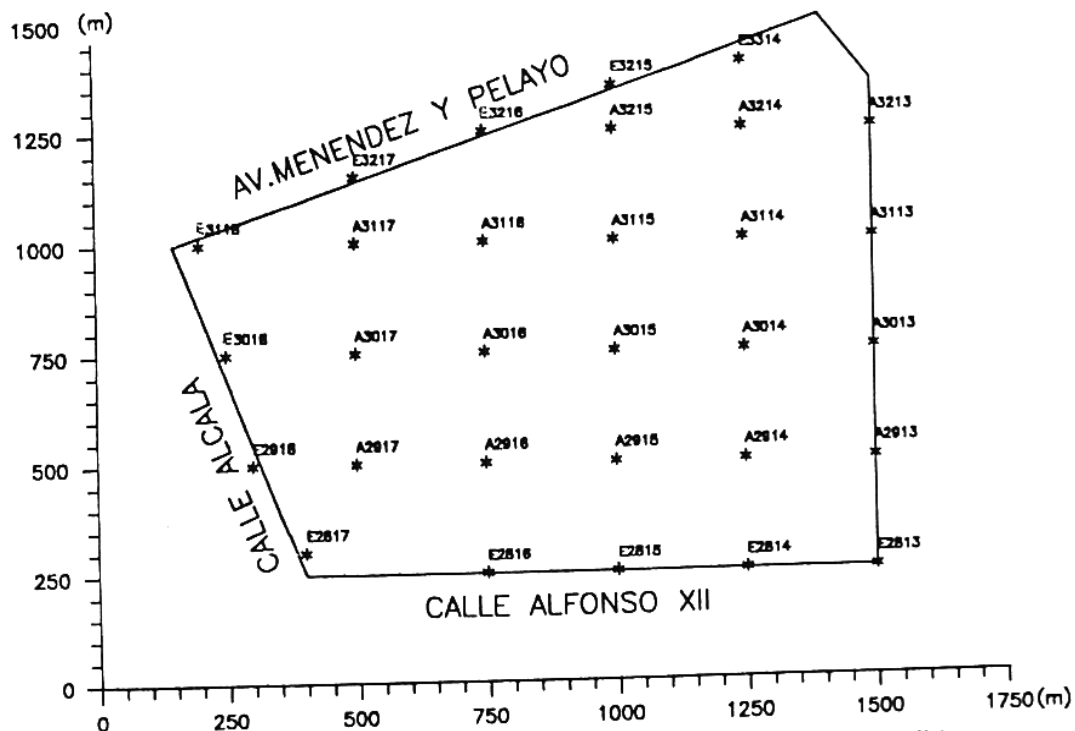 1500 (m)
E3314
E3215
A3213
E3216
A3215
A3214
1250
AV.MENENDEZ Y PELAYO
E3217
E3118
A3117
A3116
A3115
A3114
A3113
1000
E3018
A3017
A3016
A3015
A3014
A3013
750
CALLE ALCALA
E2918
A2917
A2916
A2915
A2914
A2913
500
E2817
E2816
E2815
E2814
E2813
250
CALLE ALFONSO XII
0
0 250 500 750 1000 1250 1500 1750 (m)